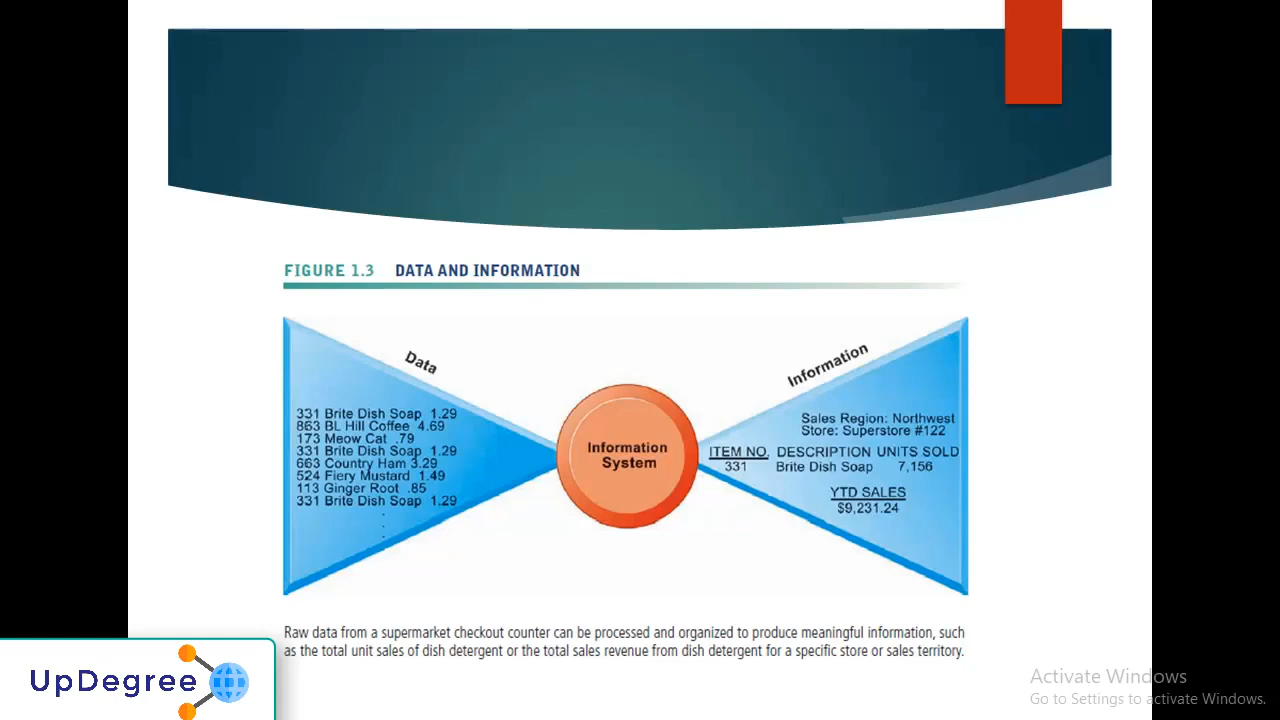 FIGURE 1.3 DATA AND INFORMATION
Data
331 Brite Dish Soap 1.29
863 BL Hill Coffee 4.69
173 Meow Cat .79
331 Brite Dish Soap 1.29
663 Country Ham 3.29
524 Fiery Mustard 1.49
113 Ginger Root .85
331 Brite Dish Soap 1.29
.
.
.
Information
System
Information
Sales Region: Northwest
Store: Superstore #122
ITEM NO. DESCRIPTION UNITS SOLD
331 Brite Dish Soap 7,156
YTD SALES
$9,231.24
Raw data from a supermarket checkout counter can be processed and organized to produce meaningful information, such
as the total unit sales of dish detergent or the total sales revenue from dish detergent for a specific store or sales territory.
UpDegree
Activate Windows
Go to Settings to activate Windows.